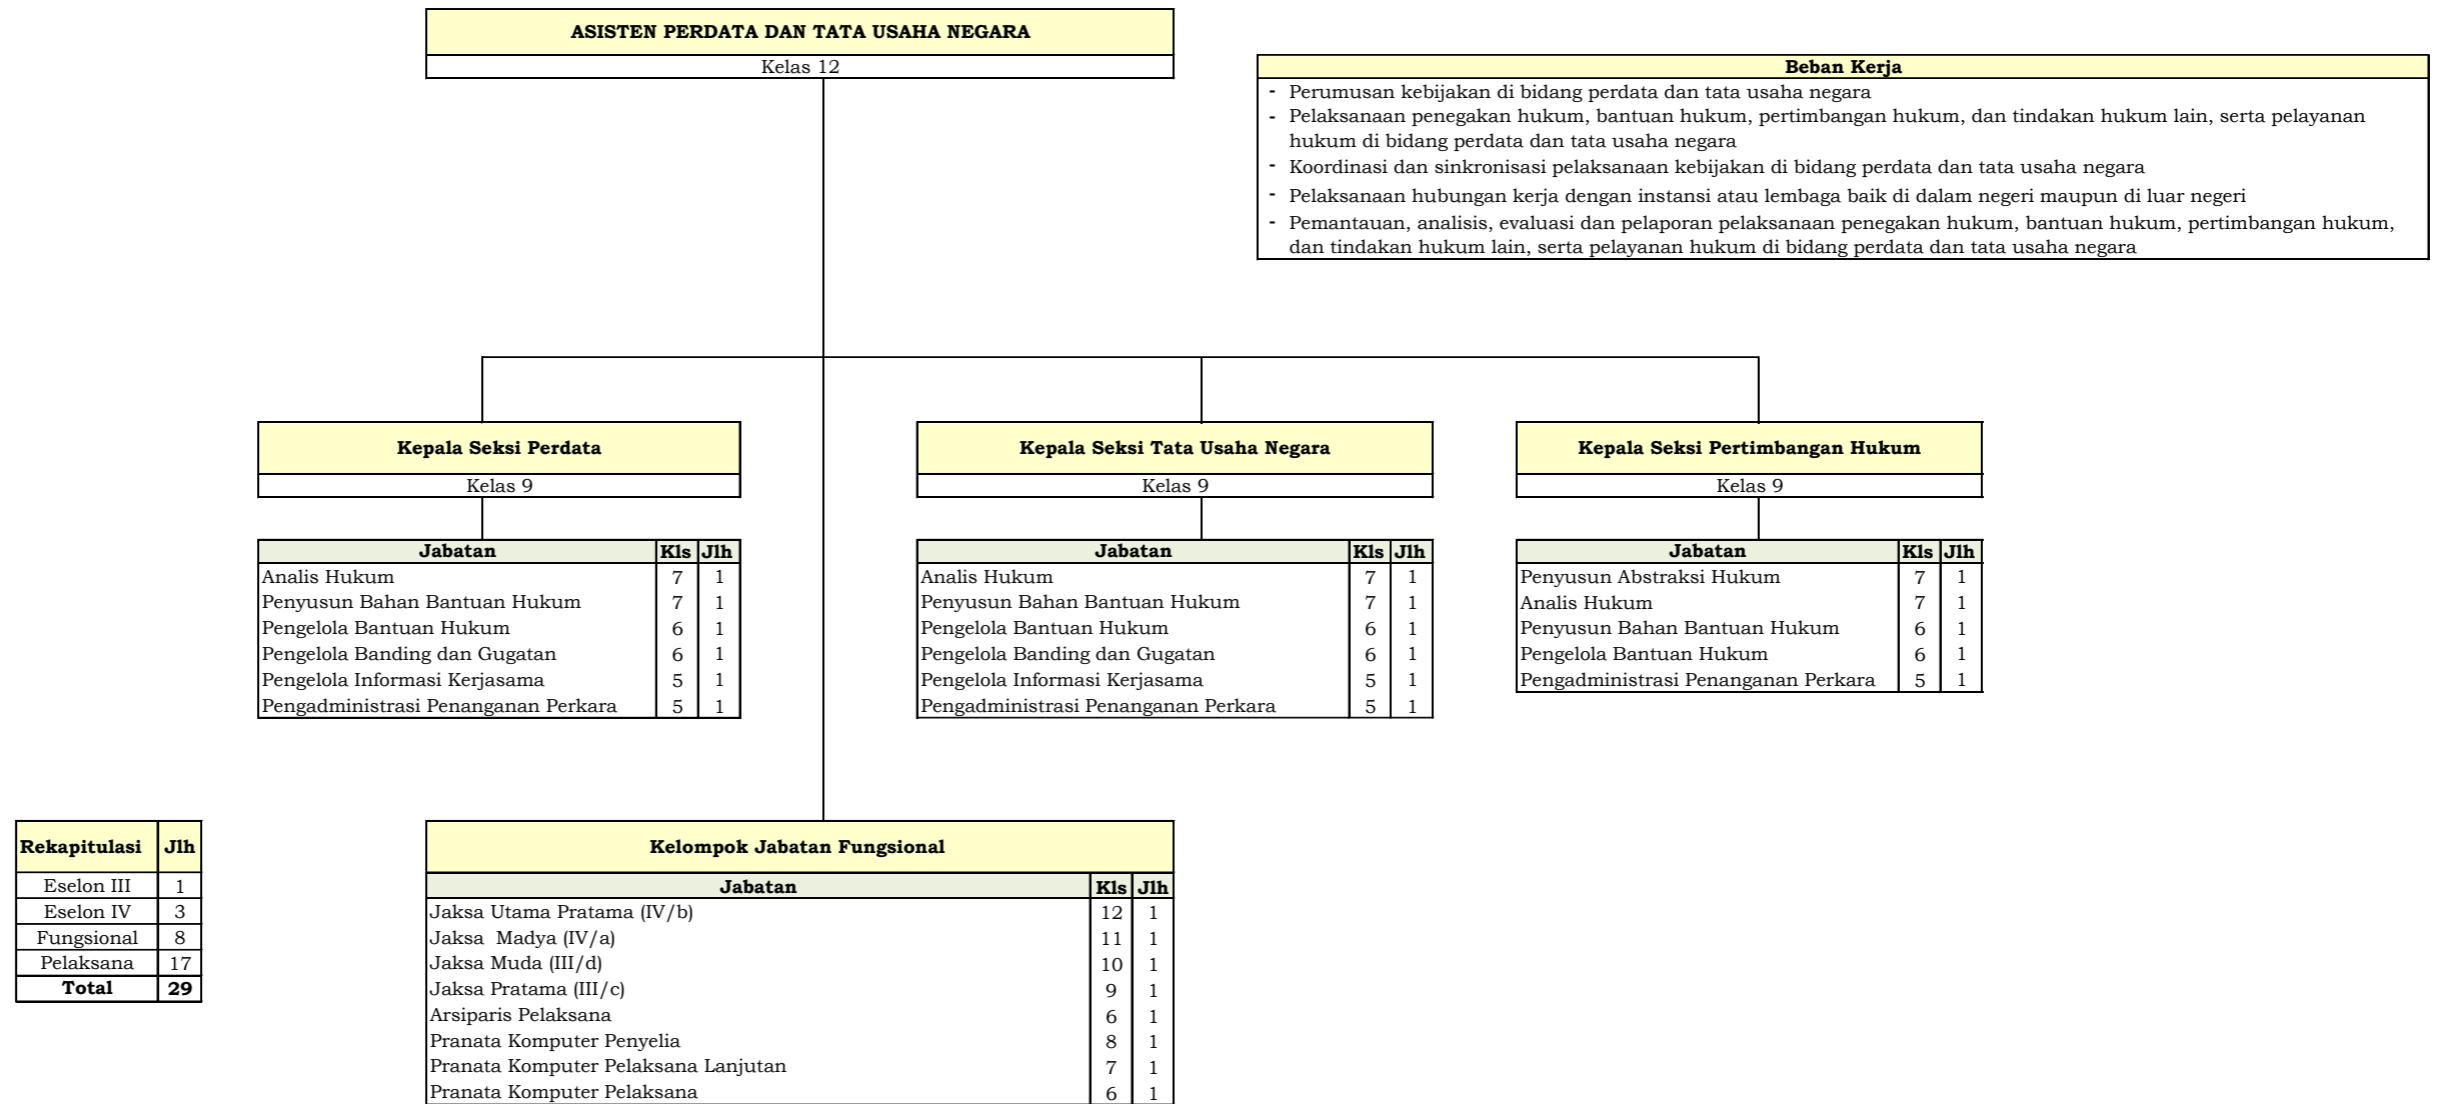 ASISTEN PERDATA DAN TATA USAHA NEGARA
Kelas 12
Beban Kerja
- Perumusan kebijakan di bidang perdata dan tata usaha negara
- Pelaksanaan penegakan hukum, bantuan hukum, pertimbangan hukum, dan tindakan hukum lain, serta pelayanan
hukum di bidang perdata dan tata usaha negara
- Koordinasi dan sinkronisasi pelaksanaan kebijakan di bidang perdata dan tata usaha negara
- Pelaksanaan hubungan kerja dengan instansi atau lembaga baik di dalam negeri maupun di luar negeri
- Pemantauan, analisis, evaluasi dan pelaporan pelaksanaan penegakan hukum, bantuan hukum, pertimbangan hukum,
dan tindakan hukum lain, serta pelayanan hukum di bidang perdata dan tata usaha negara
Kepala Seksi Perdata
Kelas 9
Jabatan Kls Jlh
Analis Hukum 7 1
Penyusun Bahan Bantuan Hukum 7 1
Pengelola Bantuan Hukum 6 1
Pengelola Banding dan Gugatan 6 1
Pengelola Informasi Kerjasama 5 1
Pengadministrasi Penanganan Perkara 5 1
Kepala Seksi Tata Usaha Negara
Kelas 9
Jabatan Kls Jlh
Analis Hukum 7 1
Penyusun Bahan Bantuan Hukum 7 1
Pengelola Bantuan Hukum 6 1
Pengelola Banding dan Gugatan 6 1
Pengelola Informasi Kerjasama 5 1
Pengadministrasi Penanganan Perkara 5 1
Kepala Seksi Pertimbangan Hukum
Kelas 9
Jabatan Kls Jlh
Penyusun Abstraksi Hukum 7 1
Analis Hukum 7 1
Penyusun Bahan Bantuan Hukum 6 1
Pengelola Bantuan Hukum 6 1
Pengadministrasi Penanganan Perkara 5 1
Rekapitulasi Jlh
Eselon III 1
Eselon IV 3
Fungsional 8
Pelaksana 17
Total 29
Kelompok Jabatan Fungsional
Jabatan Kls Jlh
Jaksa Utama Pratama (IV/b) 12 1
Jaksa  Madya (IV/a) 11 1
Jaksa Muda (III/d) 10 1
Jaksa Pratama (III/c) 9 1
Arsiparis Pelaksana 6 1
Pranata Komputer Penyelia 8 1
Pranata Komputer Pelaksana Lanjutan 7 1
Pranata Komputer Pelaksana 6 1